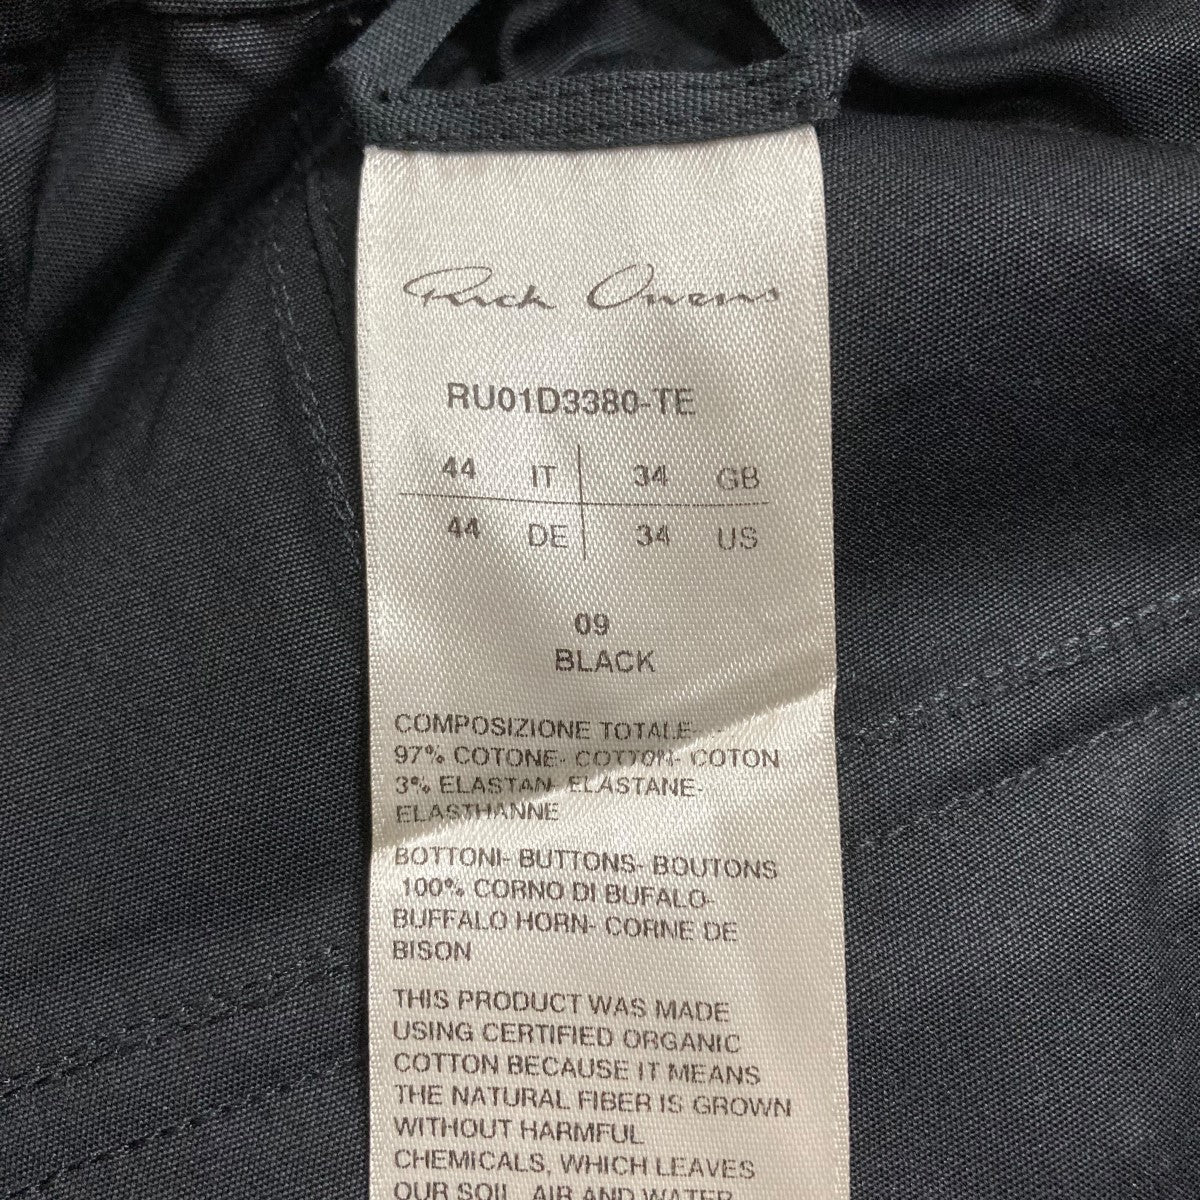 Rick Owens
RU01D3380-TE
44 IT 34 GB
44 DE 34 US
09
BLACK
COMPOSIZIONE TOTALE-
97% COTONE- COTTON- COTON
3% ELASTAN- ELASTANE-
ELASTHANNE
BOTTONI- BUTTONS- BOUTONS
100% CORNO DI BUFALO-
BUFFALO HORN- CORNE DE
BISON
THIS PRODUCT WAS MADE
USING CERTIFIED ORGANIC
COTTON BECAUSE IT MEANS
THE NATURAL FIBER IS GROWN
WITHOUT HARMFUL
CHEMICALS, WHICH LEAVES
OUR SOIL, AIR AND WATER